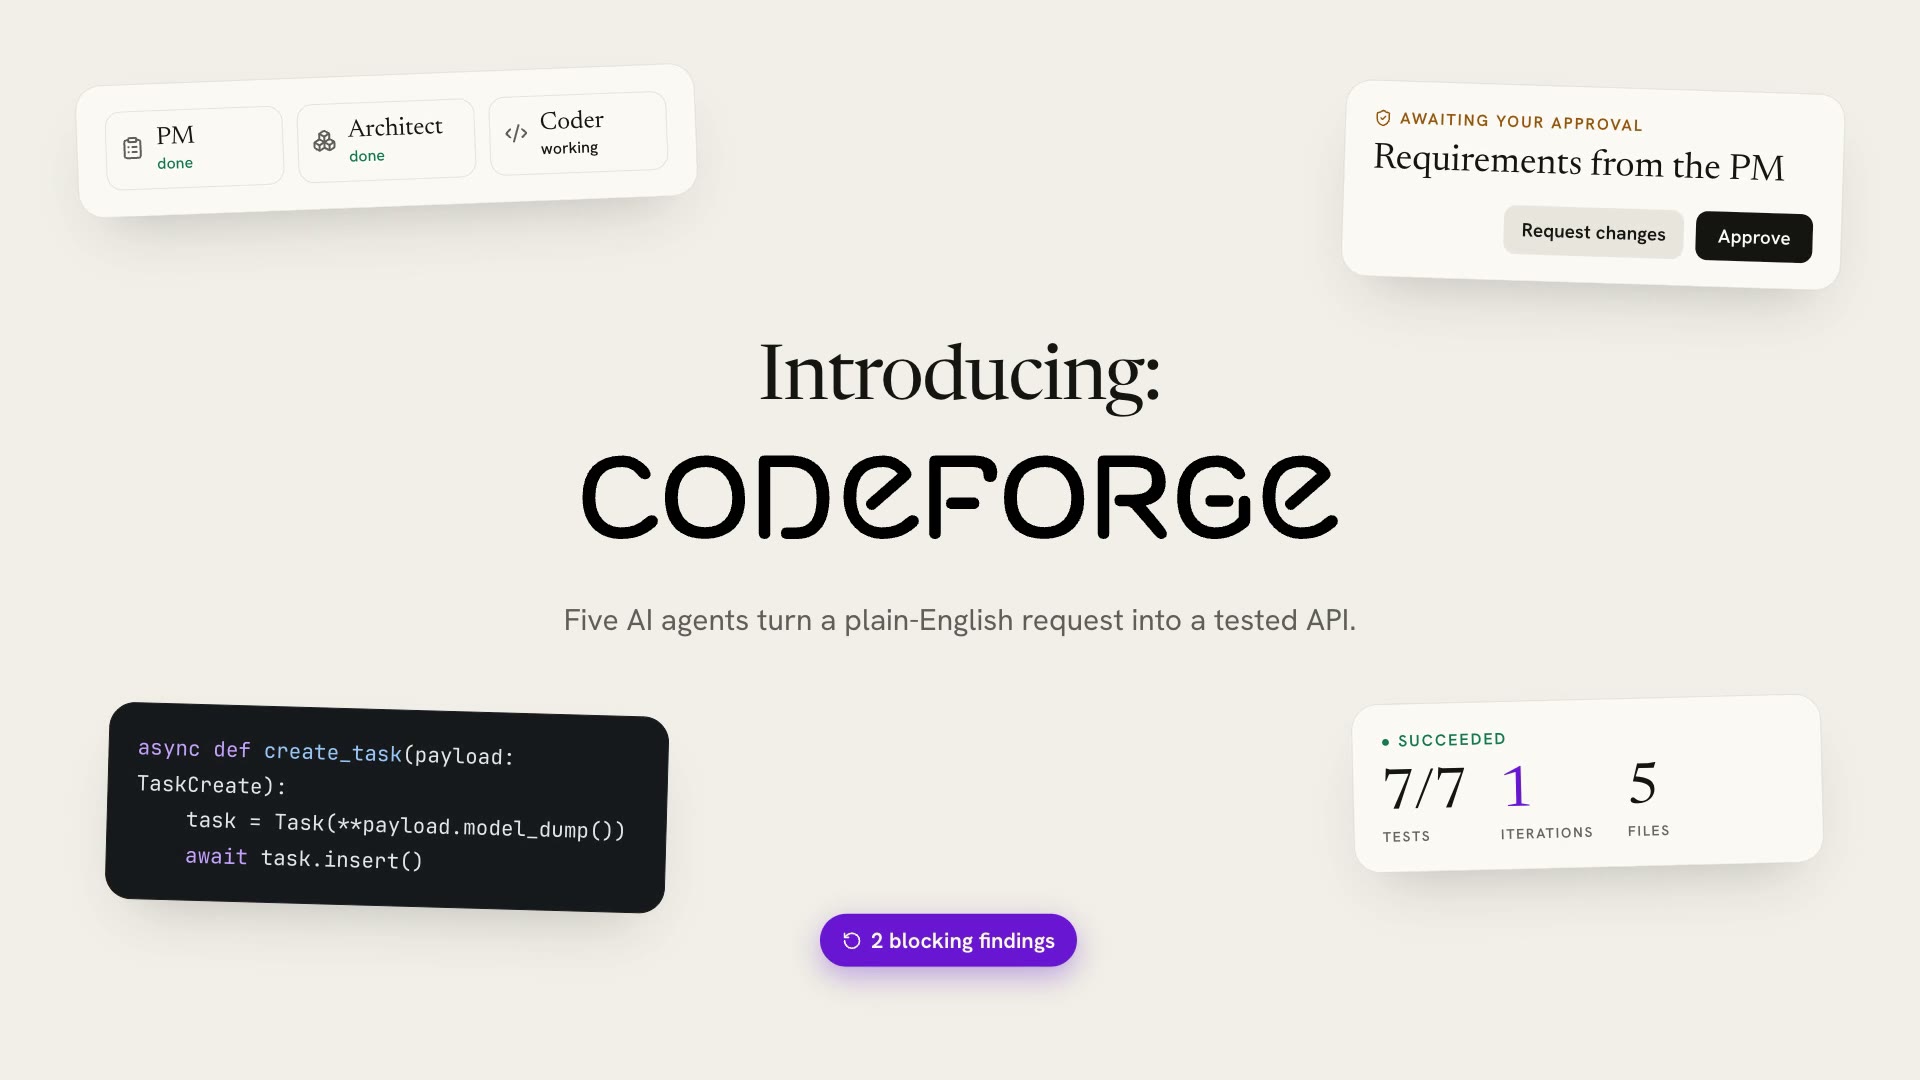 PM
done
Architect
done
Coder
working
AWAITING YOUR APPROVAL
Requirements from the PM
Request changes
Approve
Introducing:
CODEFORGE
Five AI agents turn a plain-English request into a tested API.
async def create_task(payload:
TaskCreate):
    task = Task(**payload.model_dump())
    await task.insert()
SUCCEEDED
7/7 1 5
TESTS ITERATIONS FILES
2 blocking findings